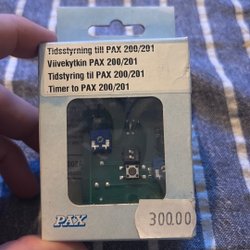 Tidsstyrning till PAX 200/201
Viivekytkin PAX 200/201
Tidstyring til PAX 200/201
Timer to PAX 200/201
PAX
300.00